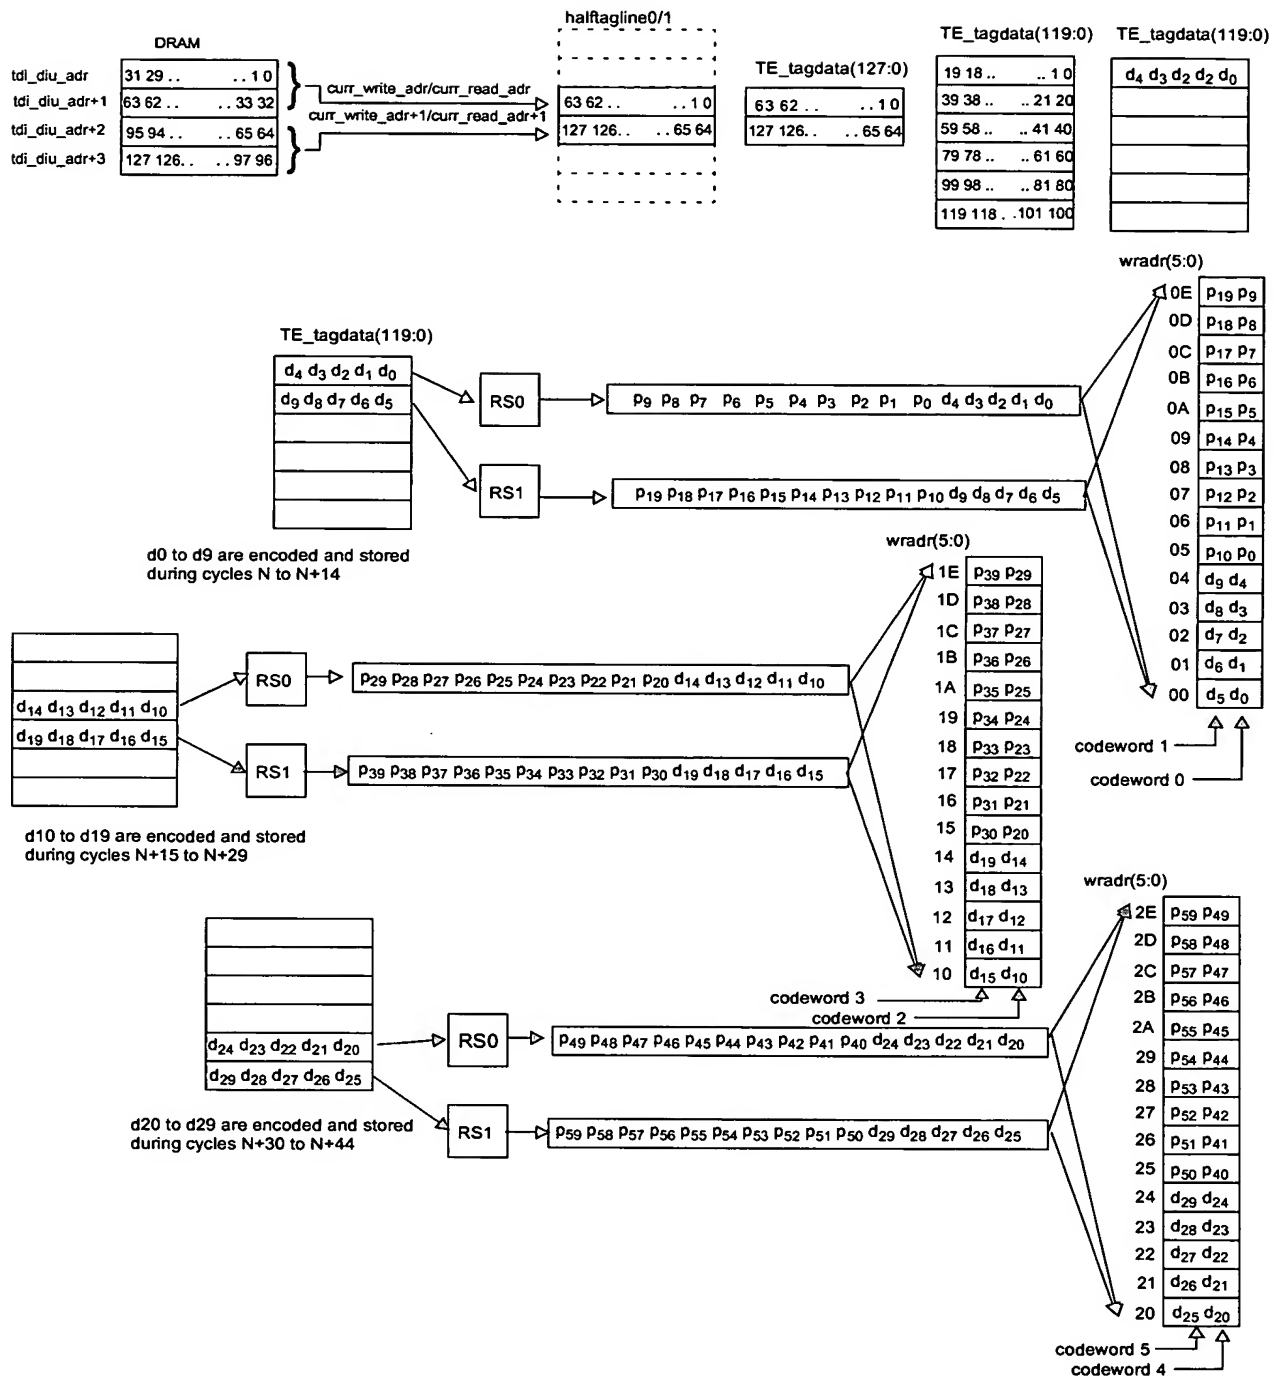 halftagline0/1
DRAM
TE_tagdata(119:0)
TE_tagdata(119:0)
TE_tagdata(127:0)
tdi_diu_adr
31 29 .. .. 1 0
tdi_diu_adr+1
63 62 .. .. 33 32
tdi_diu_adr+2
95 94 .. .. 65 64
tdi_diu_adr+3
127 126. . .. 97 96
curr_write_adr/curr_read_adr
curr_write_adr+1/curr_read_adr+1
63 62 .. .. 1 0
127 126. . .. 65 64
63 62 .. .. 1 0
127 126. . .. 65 64
19 18 .. .. 1 0
39 38 .. .. 21 20
59 58 .. .. 41 40
79 78 .. .. 61 60
99 98 .. .. 81 80
119 118 . .101 100
d4 d3 d2 d2 d0
wradr(5:0)
0E p19 p9
0D p18 p8
0C p17 p7
0B p16 p6
0A p15 p5
09 p14 p4
08 p13 p3
07 p12 p2
06 p11 p1
05 p10 p0
04 d9 d4
03 d8 d3
02 d7 d2
01 d6 d1
00 d5 d0
codeword 1
codeword 0
TE_tagdata(119:0)
d4 d3 d2 d1 d0
d9 d8 d7 d6 d5
RS0
p9 p8 p7 p6 p5 p4 p3 p2 p1 p0 d4 d3 d2 d1 d0
RS1
p19 p18 p17 p16 p15 p14 p13 p12 p11 p10 d9 d8 d7 d6 d5
d0 to d9 are encoded and stored
during cycles N to N+14
wradr(5:0)
1E p39 p29
1D p38 p28
1C p37 p27
1B p36 p26
1A p35 p25
19 p34 p24
18 p33 p23
17 p32 p22
16 p31 p21
15 p30 p20
14 d19 d14
13 d18 d13
12 d17 d12
11 d16 d11
10 d15 d10
codeword 3
codeword 2
d14 d13 d12 d11 d10
d19 d18 d17 d16 d15
RS0
p29 p28 p27 p26 p25 p24 p23 p22 p21 p20 d14 d13 d12 d11 d10
RS1
p39 p38 p37 p36 p35 p34 p33 p32 p31 p30 d19 d18 d17 d16 d15
d10 to d19 are encoded and stored
during cycles N+15 to N+29
wradr(5:0)
2E p59 p49
2D p58 p48
2C p57 p47
2B p56 p46
2A p55 p45
29 p54 p44
28 p53 p43
27 p52 p42
26 p51 p41
25 p50 p40
24 d29 d24
23 d28 d23
22 d27 d22
21 d26 d21
20 d25 d20
codeword 5
codeword 4
d24 d23 d22 d21 d20
d29 d28 d27 d26 d25
RS0
p49 p48 p47 p46 p45 p44 p43 p42 p41 p40 d24 d23 d22 d21 d20
RS1
p59 p58 p57 p56 p55 p54 p53 p52 p51 p50 d29 d28 d27 d26 d25
d20 to d29 are encoded and stored
during cycles N+30 to N+44